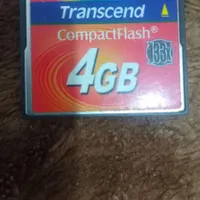 Transcend
CompactFlash®
133x
4GB